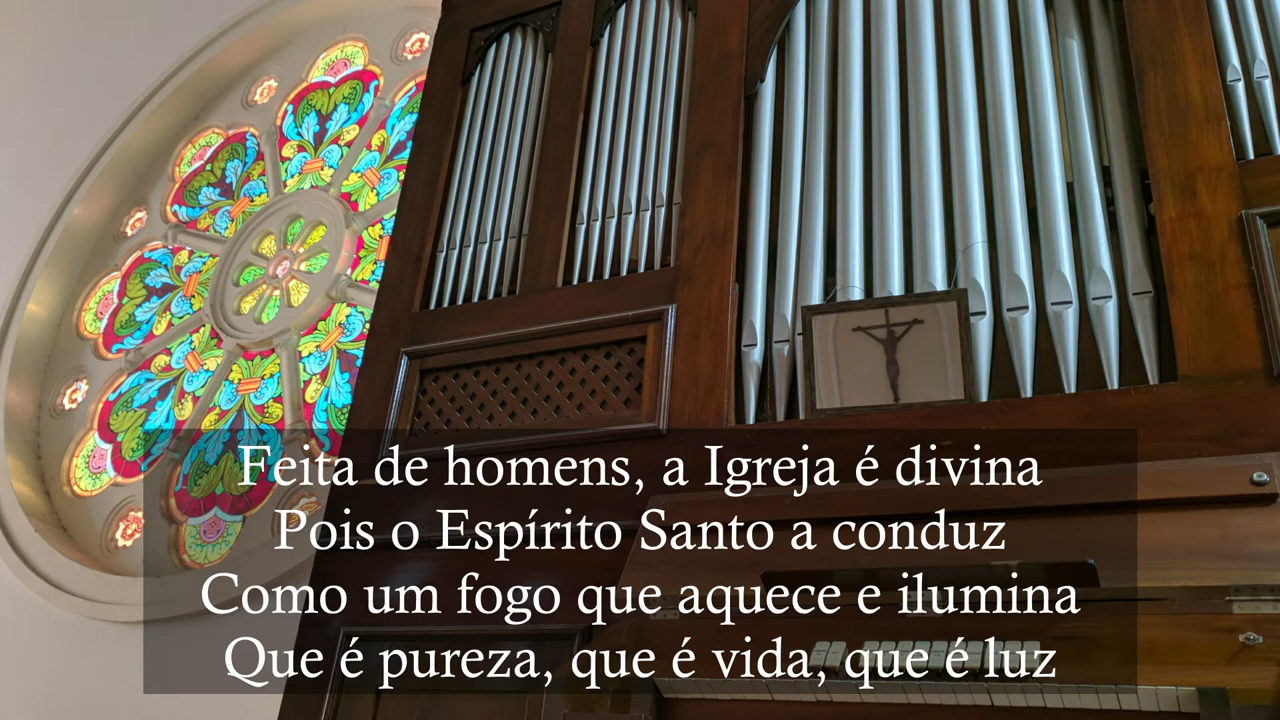 Feita de homens, a Igreja é divina
Pois o Espírito Santo a conduz
Como um fogo que aquece e ilumina
Que é pureza, que é vida, que é luz